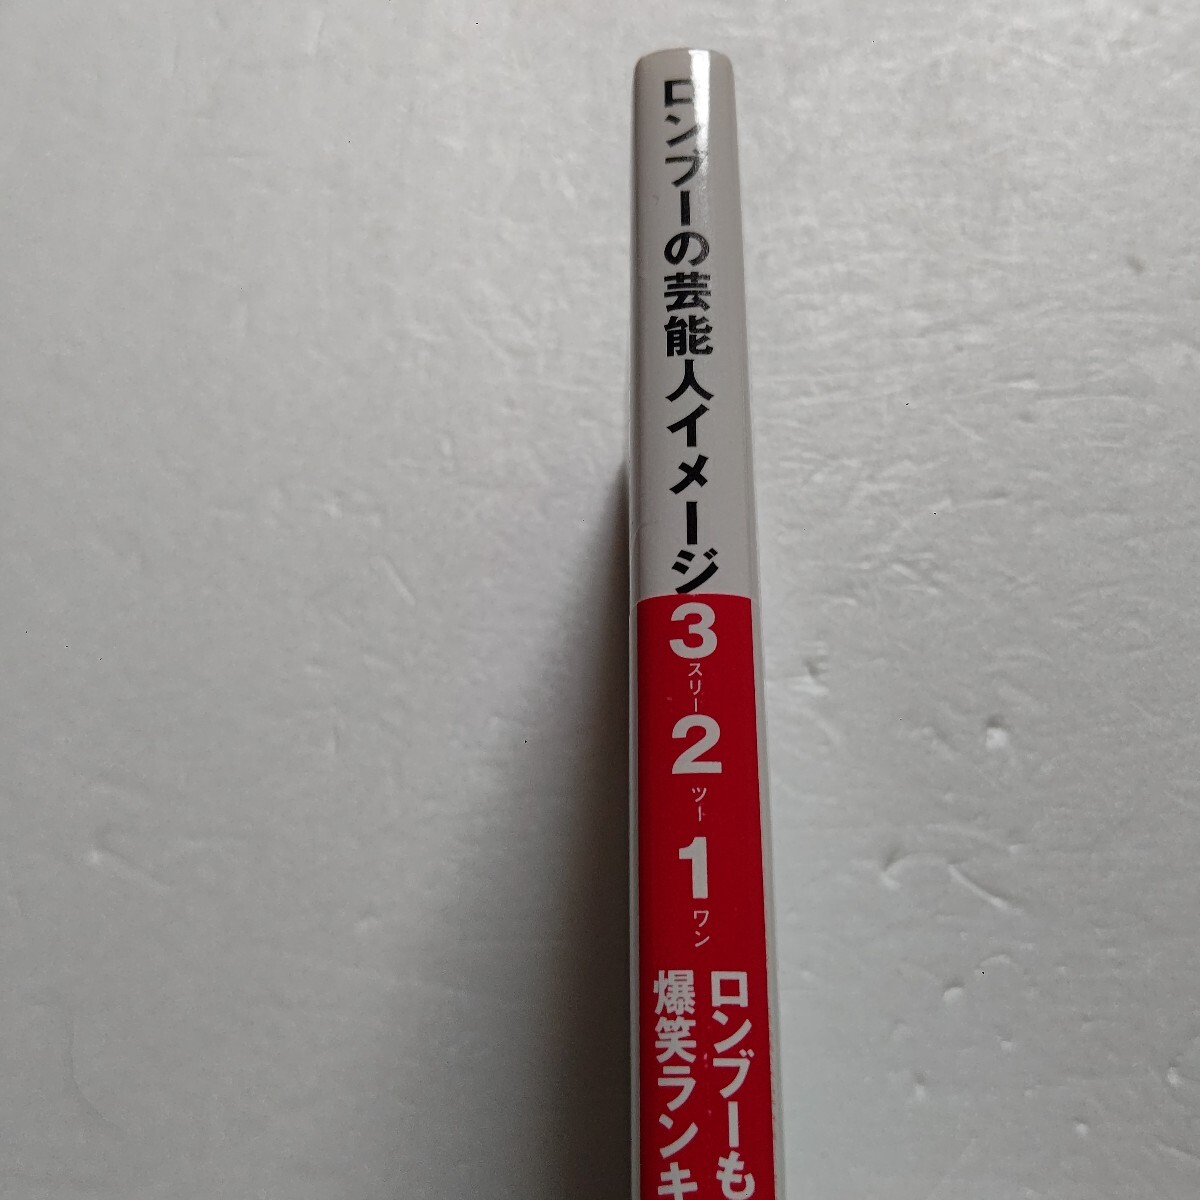 ロンブーの芸能人イメージ
3
スリー
2
ツー
1
ワン
ロンブーも
爆笑ランキ